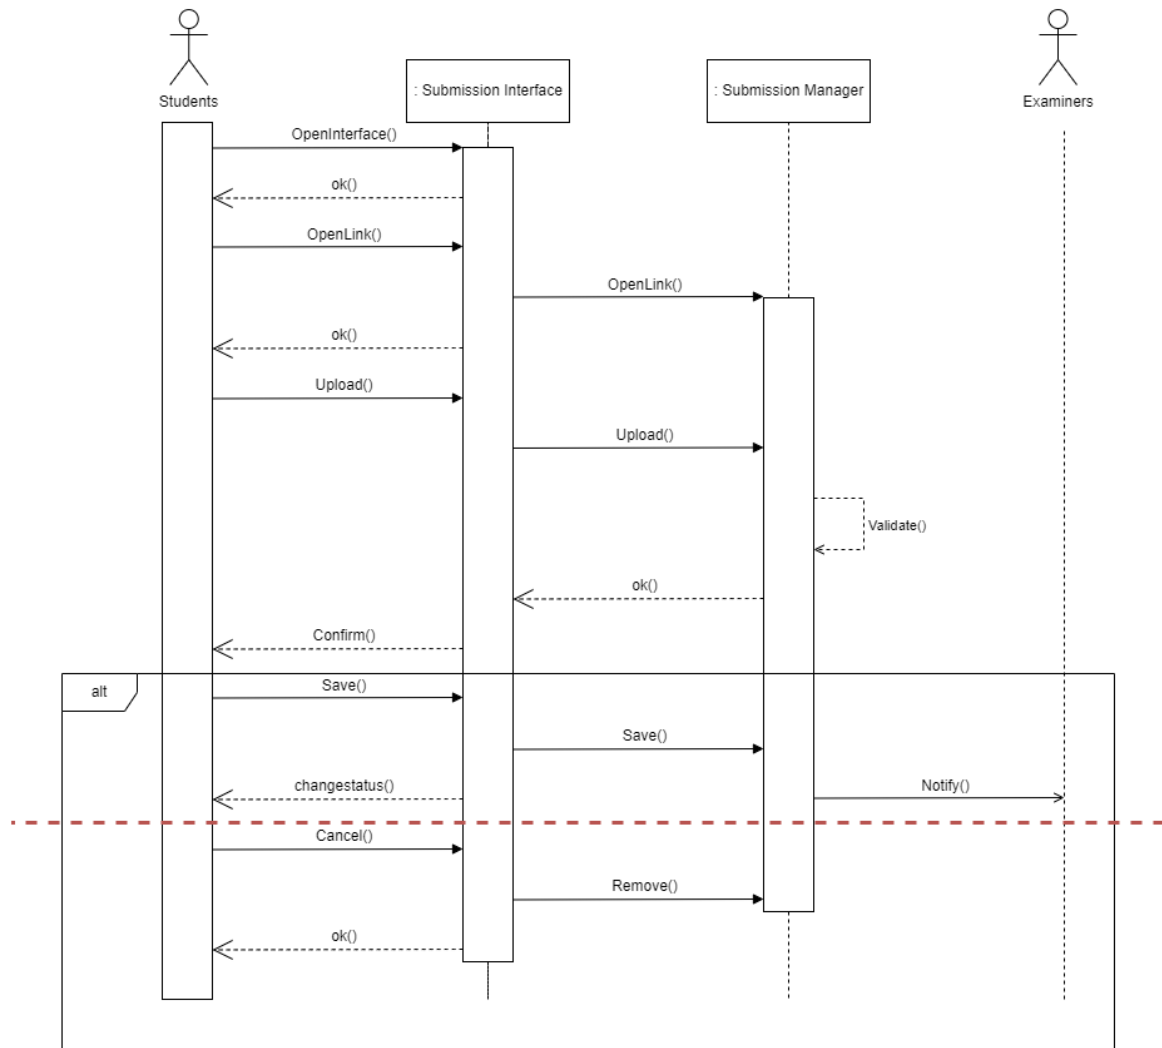 Students
: Submission Interface
: Submission Manager
Examiners
OpenInterface()
ok()
OpenLink()
OpenLink()
ok()
Upload()
Upload()
Validate()
ok()
Confirm()
alt
Save()
Save()
changestatus()
Notify()
Cancel()
Remove()
ok()